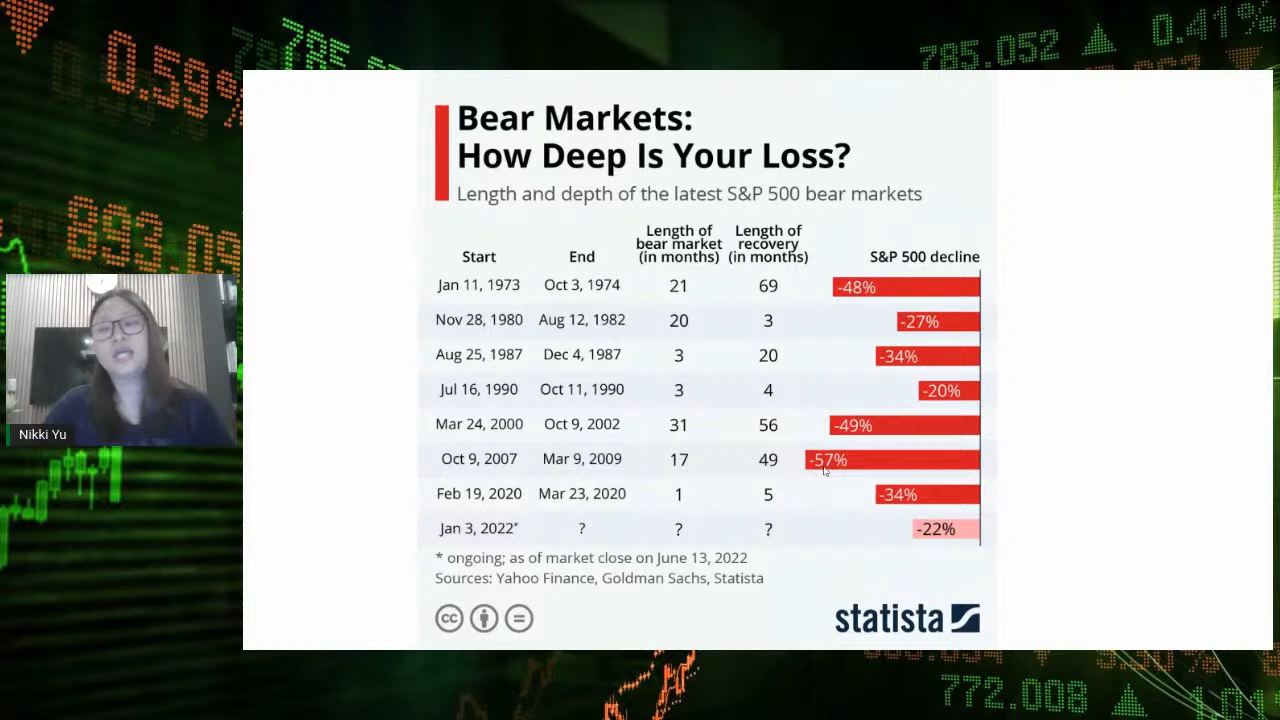 785.052 0.41%
0.59%
785.
893.09
Bear Markets:
How Deep Is Your Loss?
Length and depth of the latest S&P 500 bear markets
Start End Length of bear market (in months) Length of recovery (in months) S&P 500 decline
Jan 11, 1973 Oct 3, 1974 21 69 -48%
Nov 28, 1980 Aug 12, 1982 20 3 -27%
Aug 25, 1987 Dec 4, 1987 3 20 -34%
Jul 16, 1990 Oct 11, 1990 3 4 -20%
Mar 24, 2000 Oct 9, 2002 31 56 -49%
Oct 9, 2007 Mar 9, 2009 17 49 -57%
Feb 19, 2020 Mar 23, 2020 1 5 -34%
Jan 3, 2022* ? ? ? -22%
* ongoing; as of market close on June 13, 2022
Sources: Yahoo Finance, Goldman Sachs, Statista
cc
statista
Nikki Yu
772.008